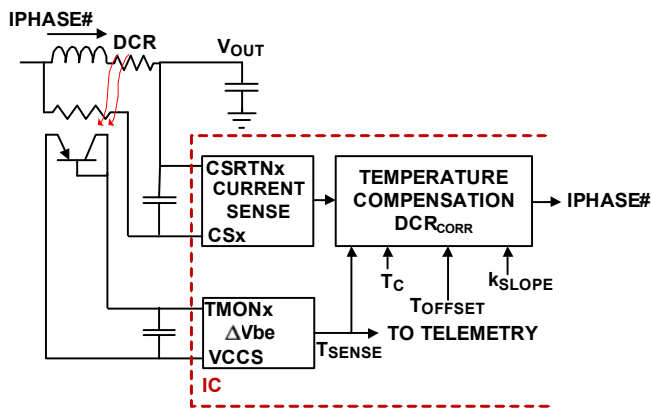 IPHASE#
DCR
VOUT
CSRTNx
CURRENT
SENSE
CSx
TEMPERATURE
COMPENSATION
DCRCORR
IPHASE#
TC
TOFFSET
kSLOPE
TMONx
ΔVbe
VCCS
TSENSE
TO TELEMETRY
IC